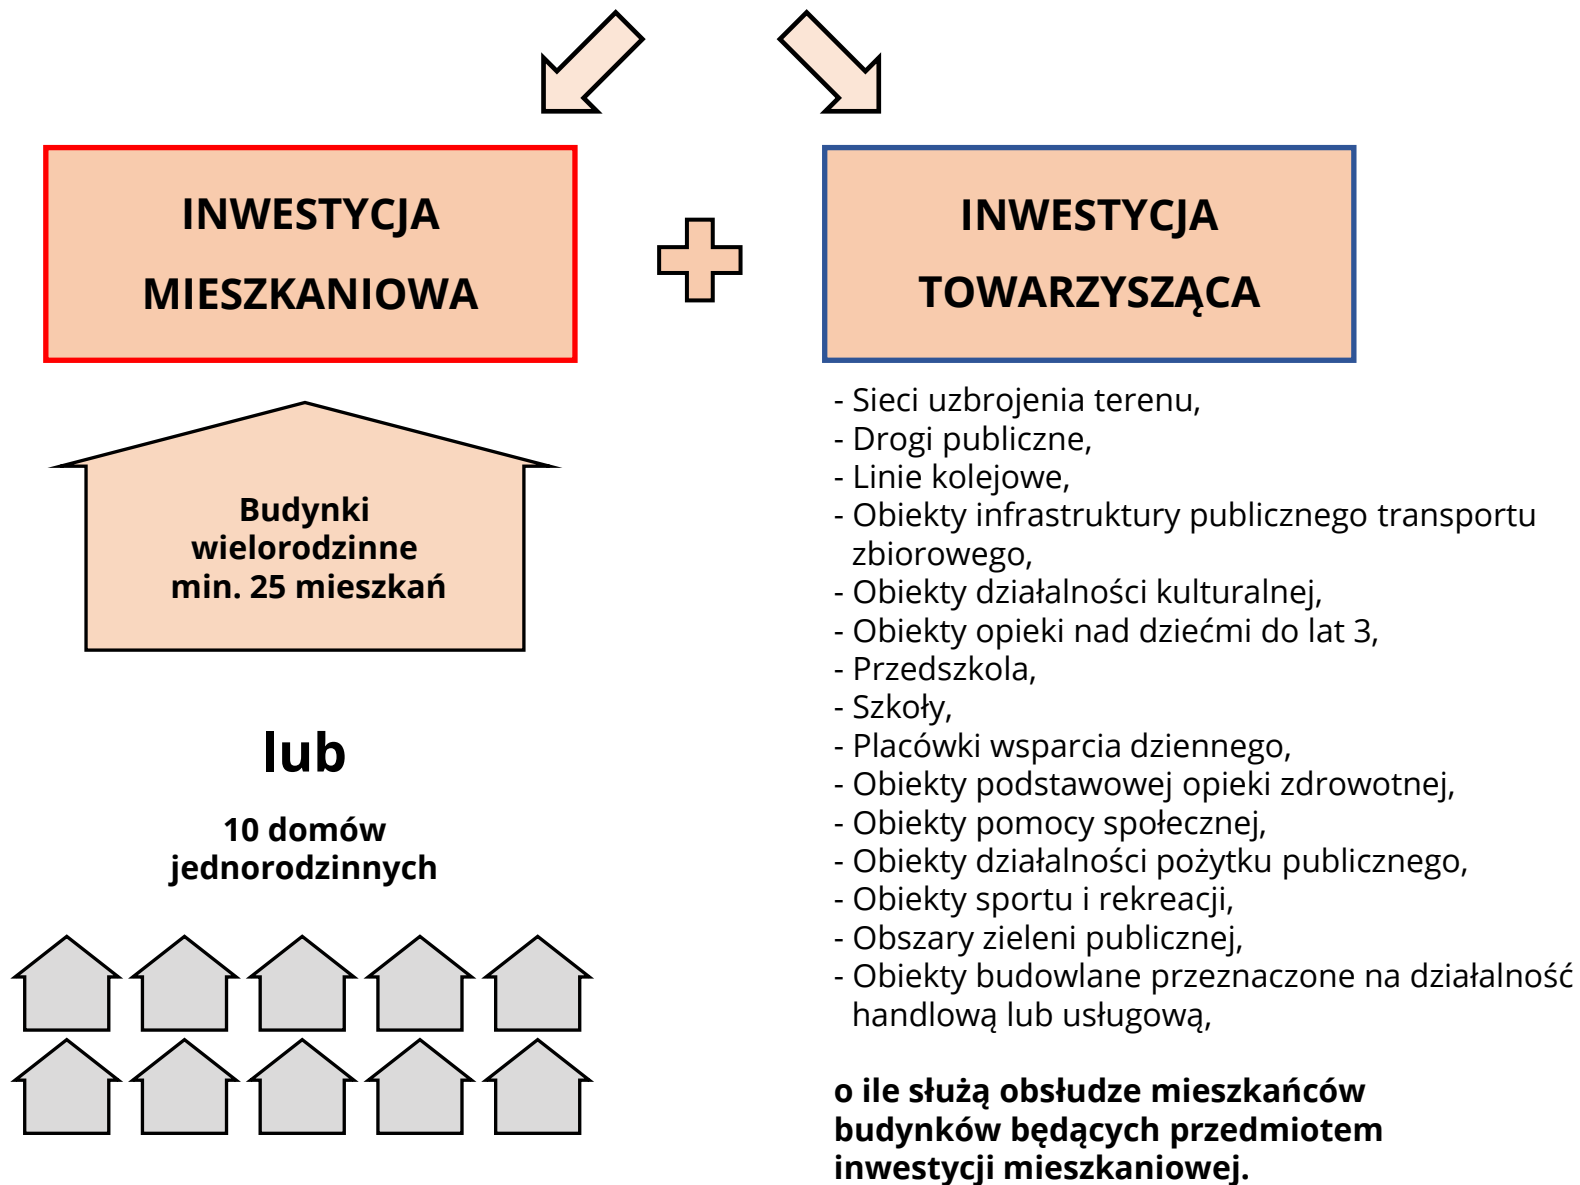 INWESTYCJA
MIESZKANIOWA
INWESTYCJA
TOWARZYSZĄCA
Budynki
wielorodzinne
min. 25 mieszkań
lub
10 domów
jednorodzinnych
- Sieci uzbrojenia terenu,
- Drogi publiczne,
- Linie kolejowe,
- Obiekty infrastruktury publicznego transportu
zbiorowego,
- Obiekty działalności kulturalnej,
- Obiekty opieki nad dziećmi do lat 3,
- Przedszkola,
- Szkoły,
- Placówki wsparcia dziennego,
- Obiekty podstawowej opieki zdrowotnej,
- Obiekty pomocy społecznej,
- Obiekty działalności pożytku publicznego,
- Obiekty sportu i rekreacji,
- Obszary zieleni publicznej,
- Obiekty budowlane przeznaczone na działalność
handlową lub usługową,
o ile służą obsłudze mieszkańców
budynków będących przedmiotem
inwestycji mieszkaniowej.